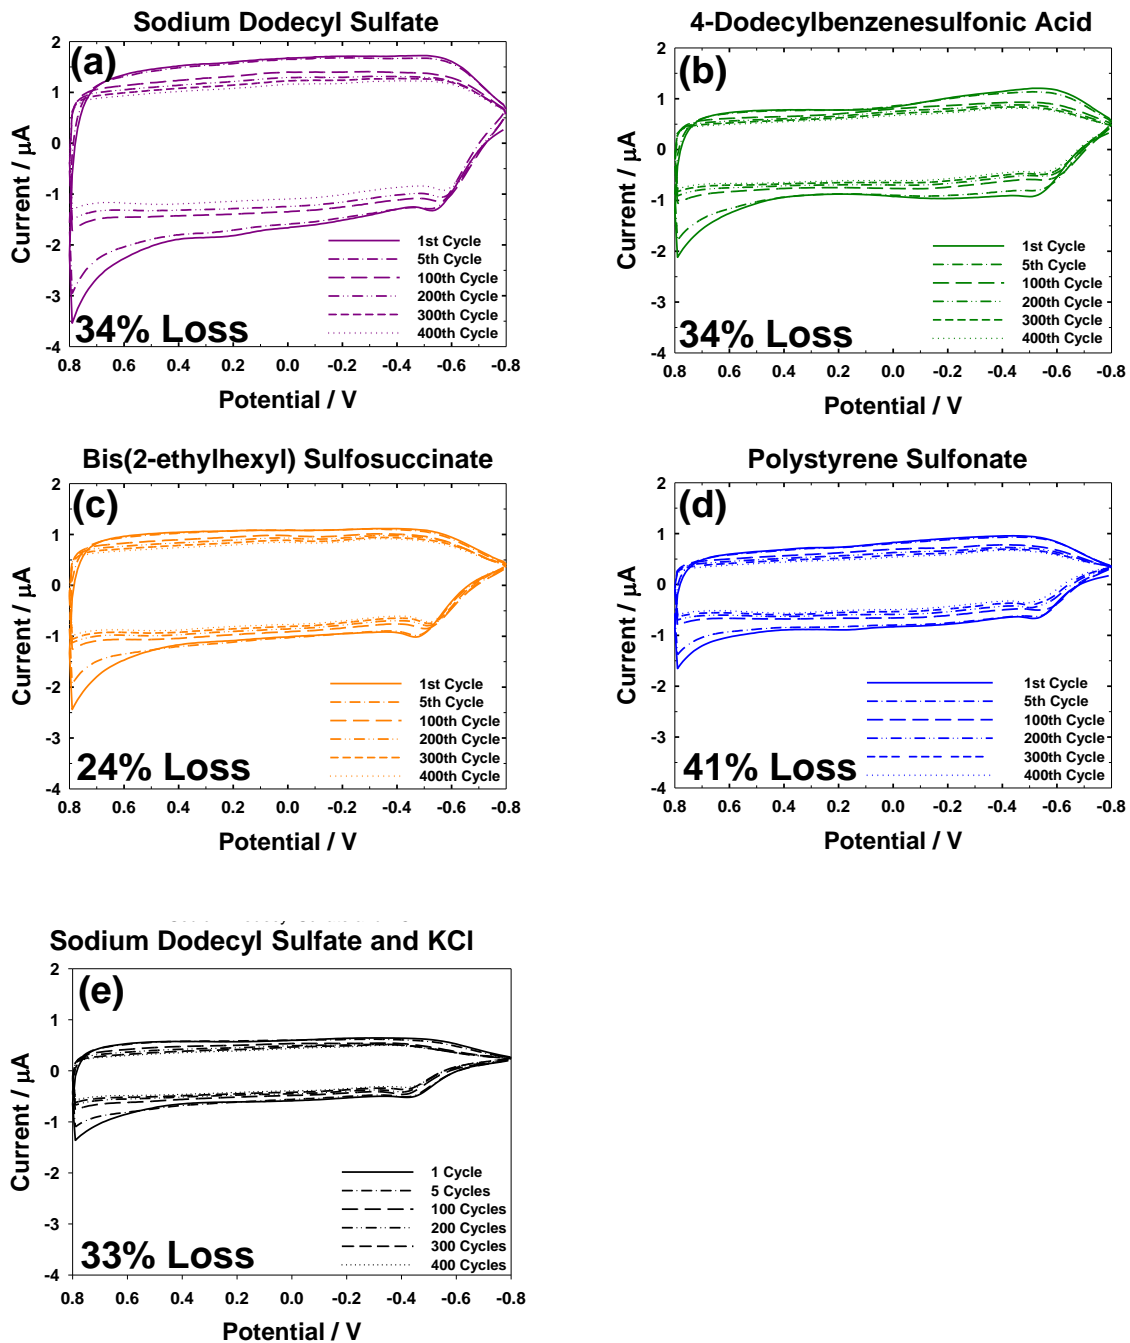 Sodium Dodecyl Sulfate
(a)
2
1
0
-1
-2
-3
-4
Current / μA
1st Cycle
5th Cycle
100th Cycle
200th Cycle
300th Cycle
400th Cycle
34% Loss
0.8 0.6 0.4 0.2 0.0 -0.2 -0.4 -0.6 -0.8
Potential / V
4-Dodecylbenzenesulfonic Acid
(b)
2
1
0
-1
-2
-3
-4
Current / μA
1st Cycle
5th Cycle
100th Cycle
200th Cycle
300th Cycle
400th Cycle
34% Loss
0.8 0.6 0.4 0.2 0.0 -0.2 -0.4 -0.6 -0.8
Potential / V
Bis(2-ethylhexyl) Sulfosuccinate
(c)
2
1
0
-1
-2
-3
-4
Current / μA
1st Cycle
5th Cycle
100th Cycle
200th Cycle
300th Cycle
400th Cycle
24% Loss
0.8 0.6 0.4 0.2 0.0 -0.2 -0.4 -0.6 -0.8
Potential / V
Polystyrene Sulfonate
(d)
2
1
0
-1
-2
-3
-4
Current / μA
1st Cycle
5th Cycle
100th Cycle
200th Cycle
300th Cycle
400th Cycle
41% Loss
0.8 0.6 0.4 0.2 0.0 -0.2 -0.4 -0.6 -0.8
Potential / V
Sodium Dodecyl Sulfate and KCl
(e)
2
1
0
-1
-2
-3
-4
Current / μA
1 Cycle
5 Cycles
100 Cycles
200 Cycles
300 Cycles
400 Cycles
33% Loss
0.8 0.6 0.4 0.2 0.0 -0.2 -0.4 -0.6 -0.8
Potential / V